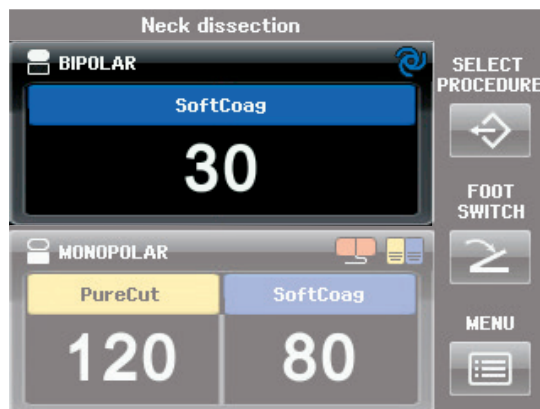 Neck dissection
BIPOLAR
SoftCoag
30
SELECT
PROCEDURE
FOOT
SWITCH
MONOPOLAR
PureCut
SoftCoag
120
80
MENU